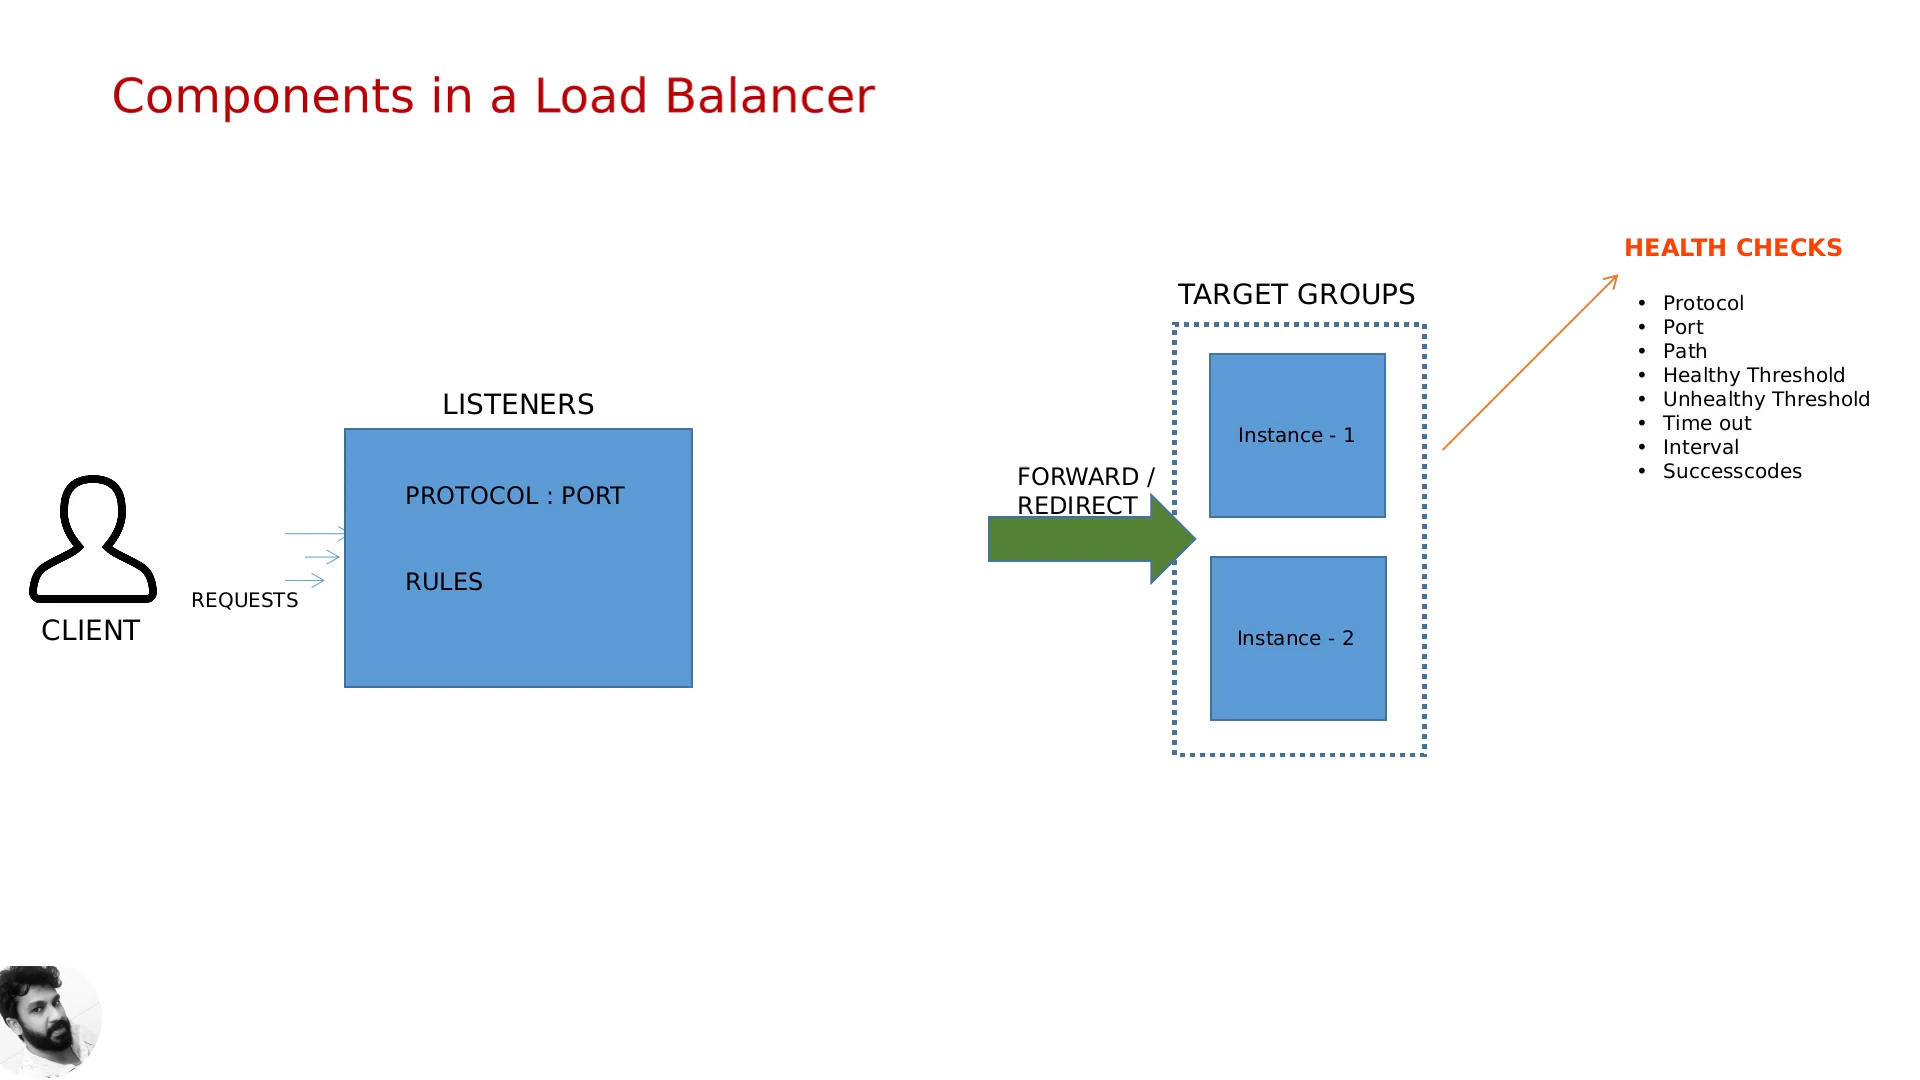 Components in a Load Balancer
HEALTH CHECKS
• Protocol
• Port
• Path
• Healthy Threshold
• Unhealthy Threshold
• Time out
• Interval
• Successcodes
TARGET GROUPS
Instance - 1
Instance - 2
FORWARD /
REDIRECT
LISTENERS
PROTOCOL : PORT
RULES
REQUESTS
CLIENT